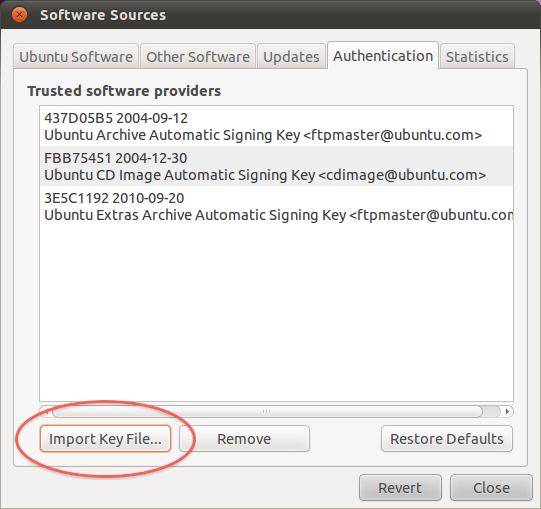 Software Sources
Ubuntu Software Other Software Updates Authentication Statistics
Trusted software providers
437D05B5 2004-09-12
Ubuntu Archive Automatic Signing Key <ftpmaster@ubuntu.com>
FBB75451 2004-12-30
Ubuntu CD Image Automatic Signing Key <cdimage@ubuntu.com>
3E5C1192 2010-09-20
Ubuntu Extras Archive Automatic Signing Key <ftpmaster@ubuntu.com
Import Key File... Remove Restore Defaults
Revert Close